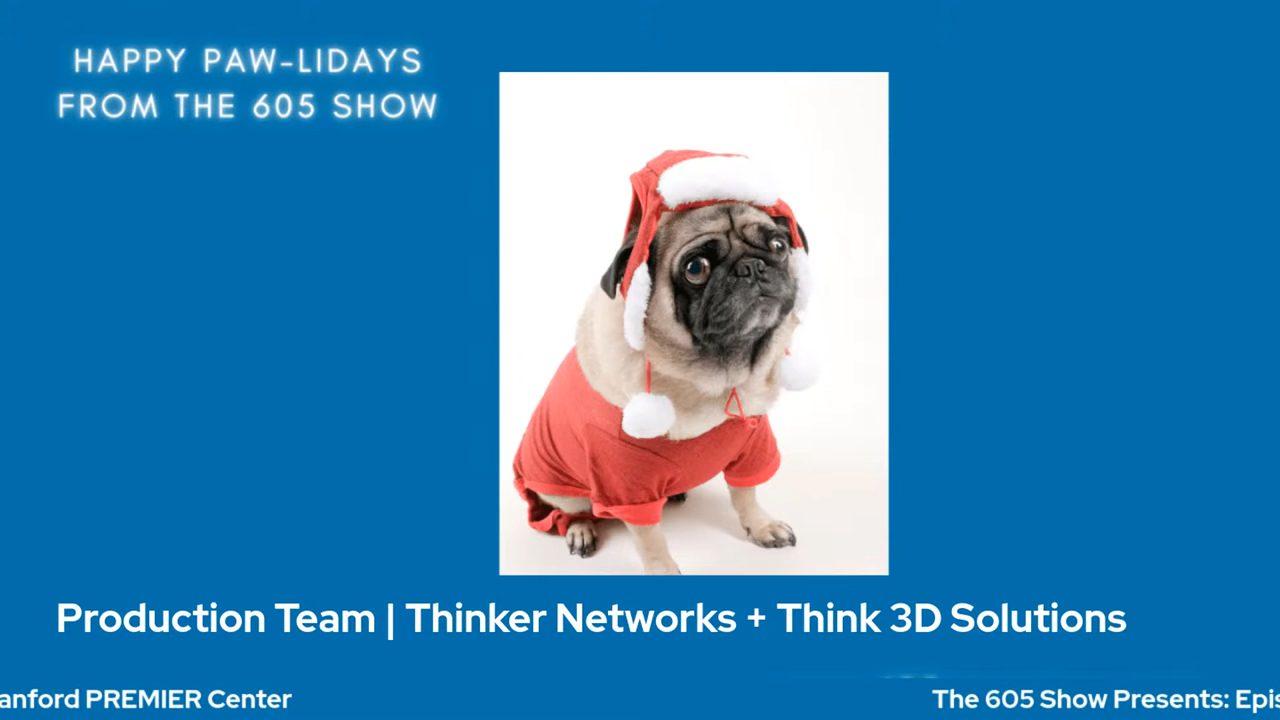 HAPPY PAW-LIDAYS
FROM THE 605 SHOW
Production Team | Thinker Networks + Think 3D Solutions
anford PREMIER Center
The 605 Show Presents: Epis